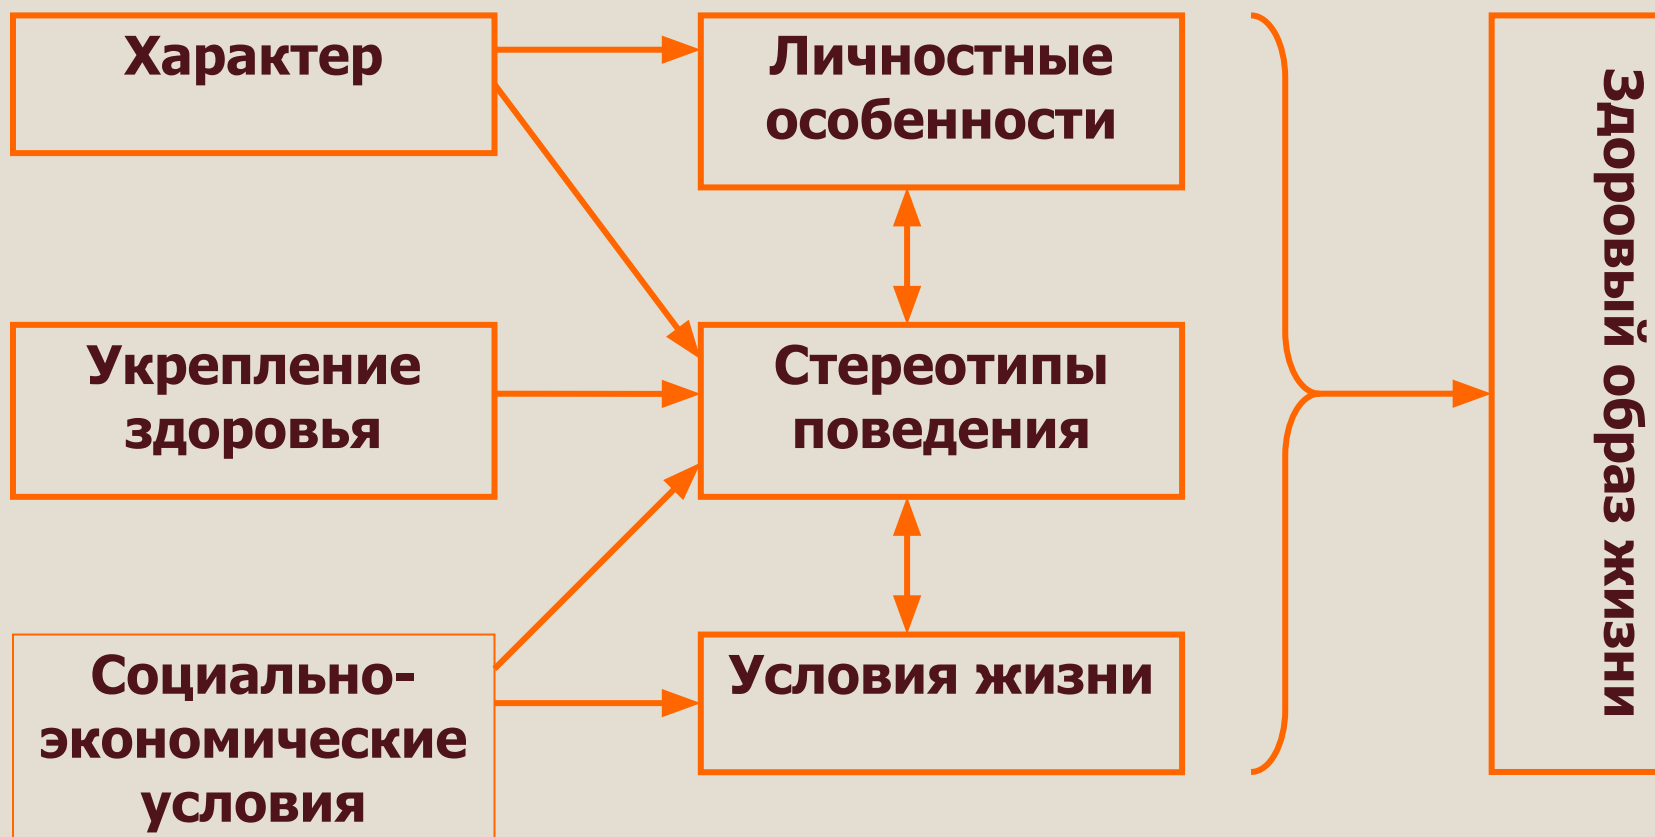 Характер
Личностные
особенности
Укрепление
здоровья
Стереотипы
поведения
Социально-
экономические
условия
Условия жизни
Здоровый образ жизни